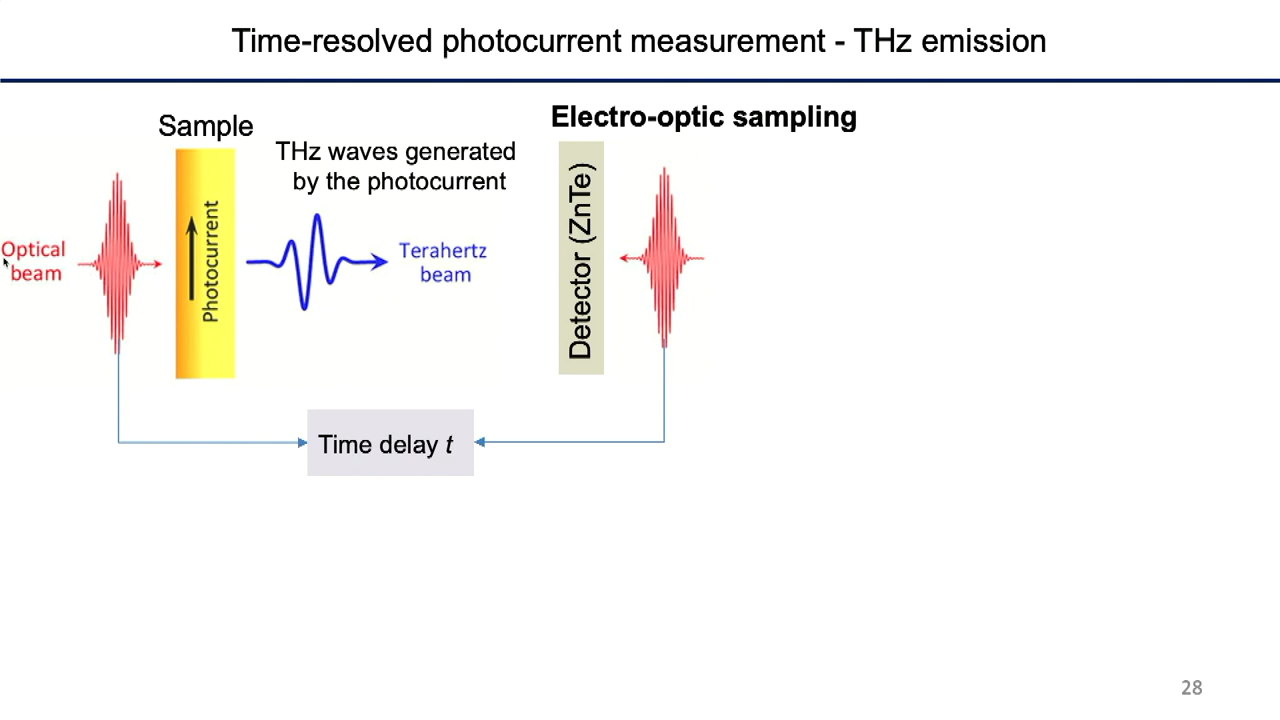 Time-resolved photocurrent measurement - THz emission
Sample
THz waves generated
by the photocurrent
Electro-optic sampling
Optical
beam
Photocurrent
Terahertz
beam
Detector (ZnTe)
Time delay t
28